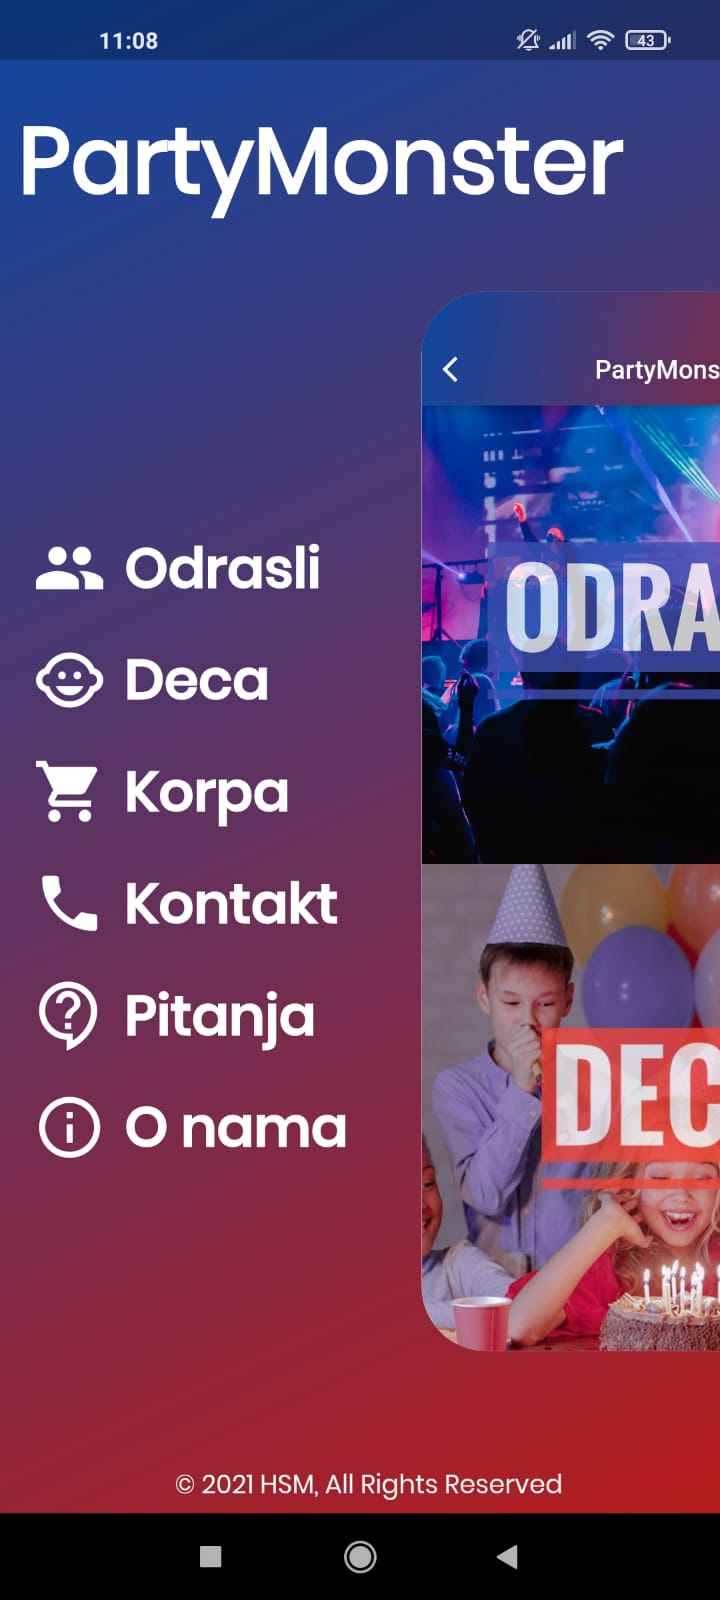 11:08
43
PartyMonster
PartyMons
ODRA
Odrasli
Deca
Korpa
Kontakt
Pitanja
O nama
DEC
© 2021 HSM, All Rights Reserved